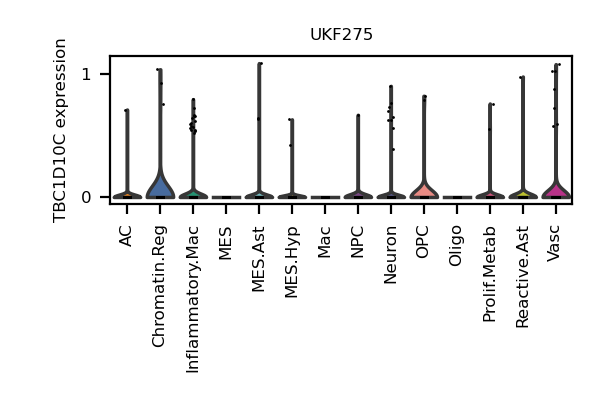 UKF275
TBC1D10C expression
1
0
AC
Chromatin.Reg
Inflammatory.Mac
MES
MES.Ast
MES.Hyp
Mac
NPC
Neuron
OPC
Oligo
Prolif.Metab
Reactive.Ast
Vasc